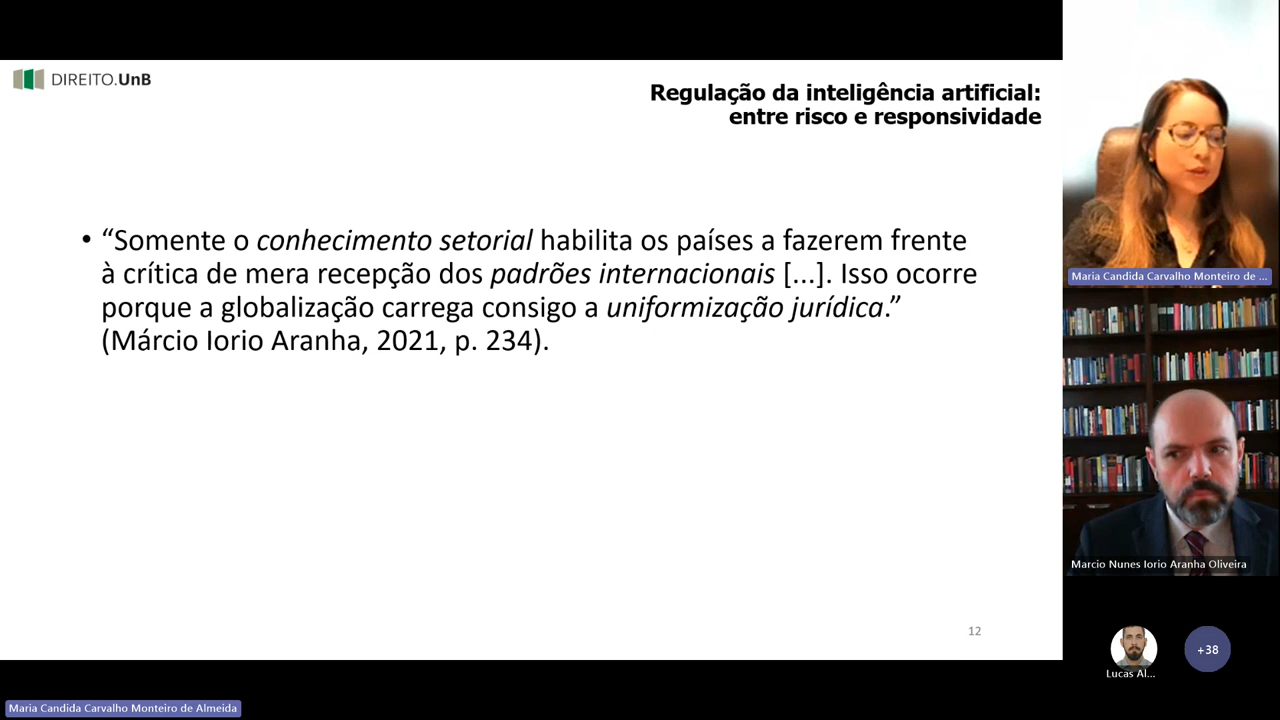 DIREITO.UnB
Regulação da inteligência artificial:
entre risco e responsividade
• “Somente o conhecimento setorial habilita os países a fazerem frente
à crítica de mera recepção dos padrões internacionais [...]. Isso ocorre
porque a globalização carrega consigo a uniformização jurídica.”
(Márcio Iorio Aranha, 2021, p. 234).
12
Maria Candida Carvalho Monteiro de ...
Marcio Nunes Iorio Aranha Oliveira
Lucas Al...
+38
Maria Candida Carvalho Monteiro de Almeida